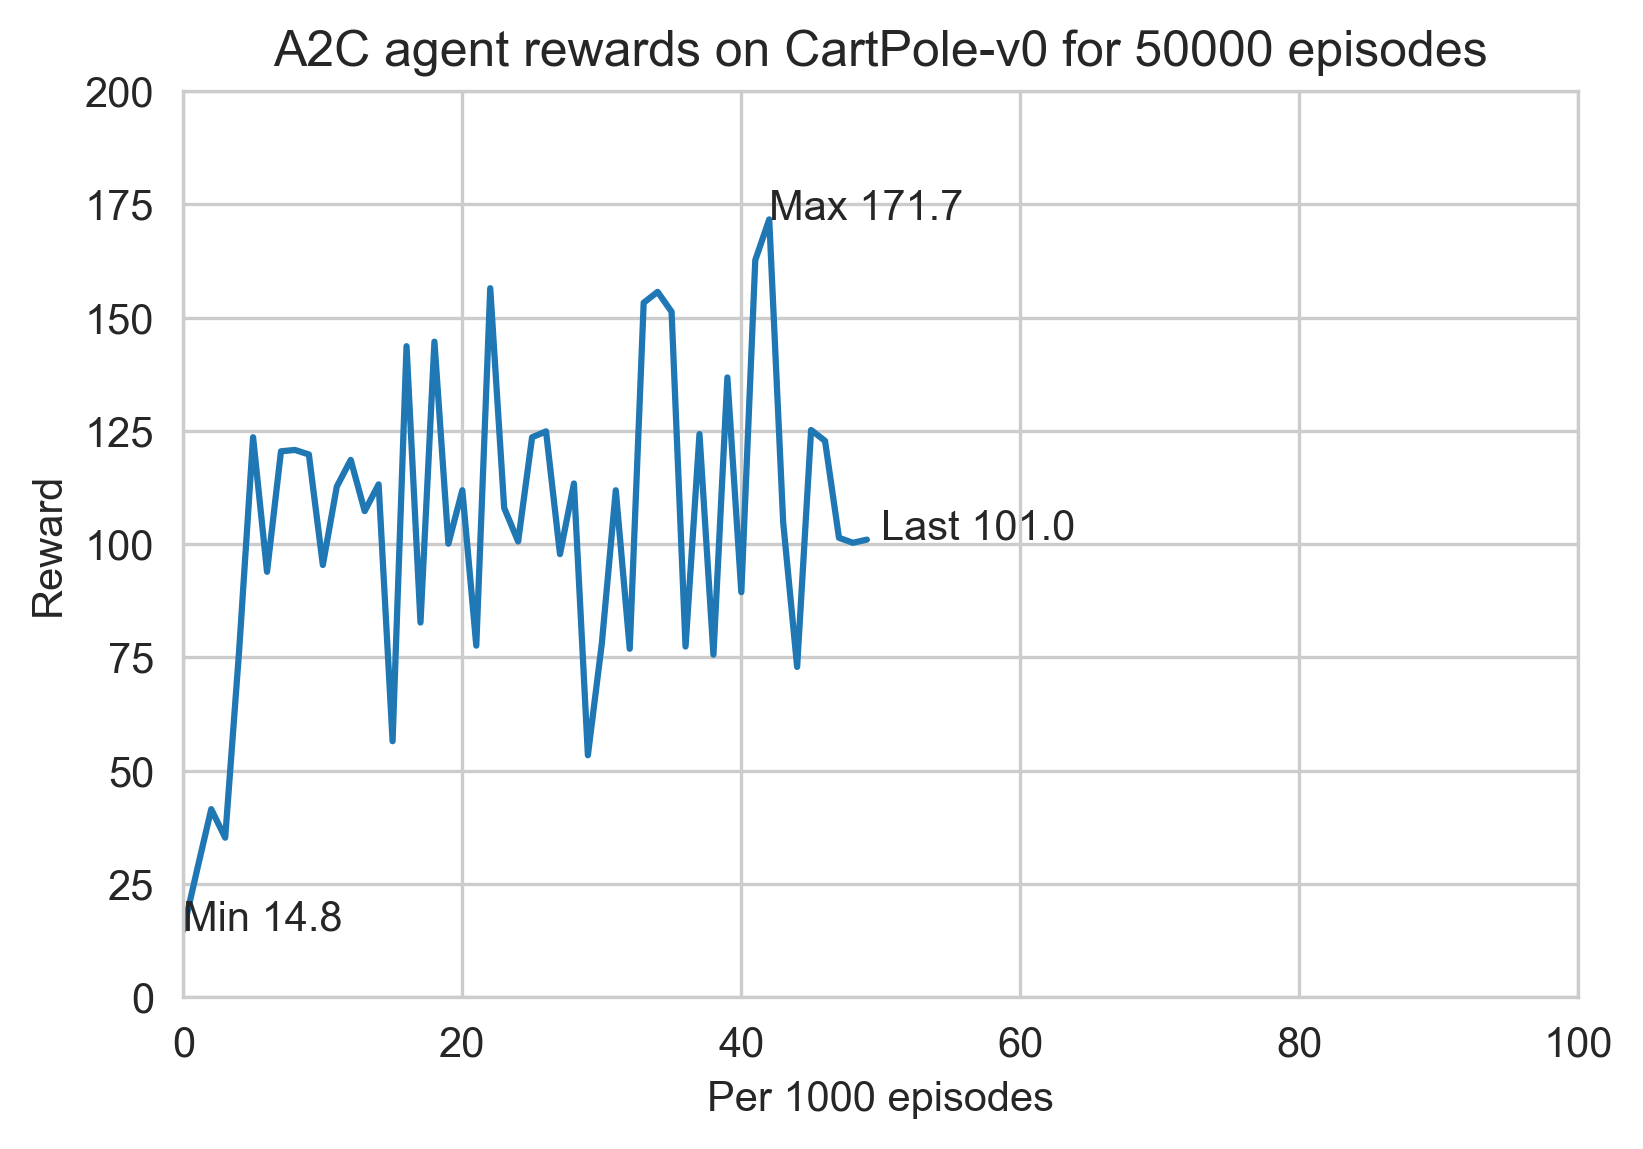 A2C agent rewards on CartPole-v0 for 50000 episodes
200
175
150
125
100
75
50
25
0
Reward
Max 171.7
Last 101.0
Min 14.8
0 20 40 60 80 100
Per 1000 episodes